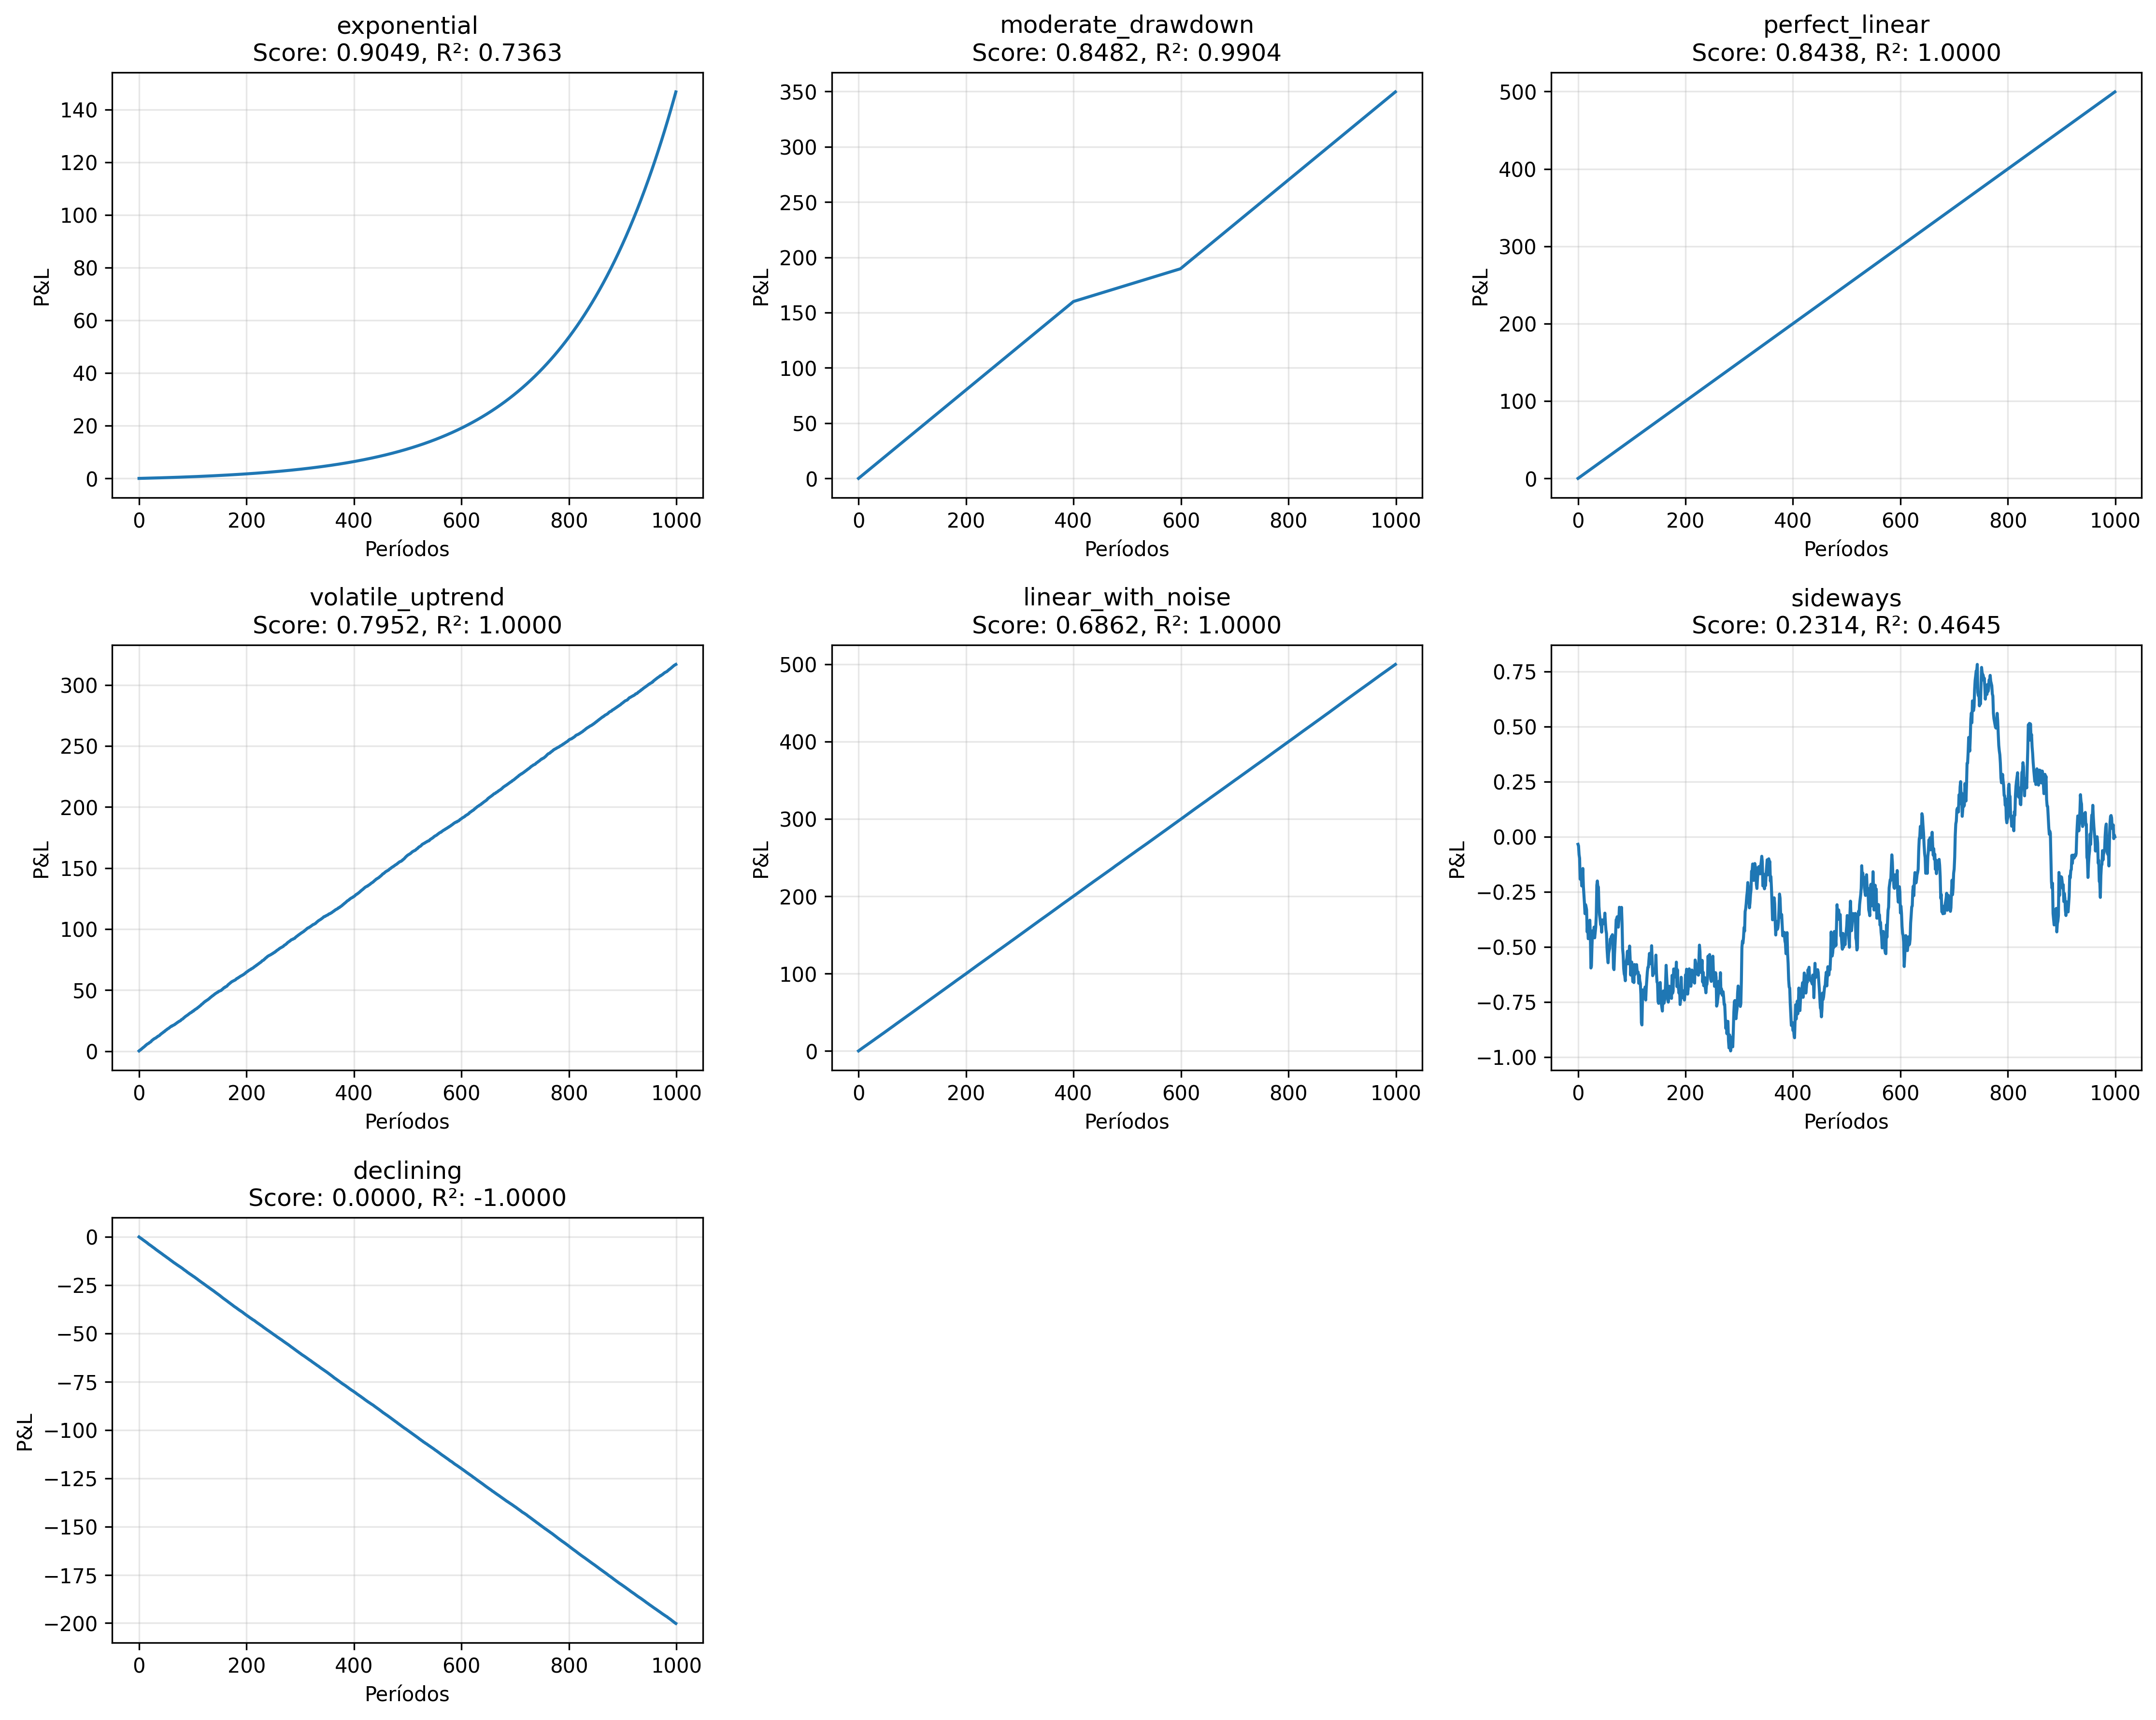 exponential
Score: 0.9049, R²: 0.7363
140
120
100
80
60
40
20
0
P&L
0 200 400 600 800 1000
Períodos
moderate_drawdown
Score: 0.8482, R²: 0.9904
350
300
250
200
150
100
50
0
P&L
0 200 400 600 800 1000
Períodos
perfect_linear
Score: 0.8438, R²: 1.0000
500
400
300
200
100
0
P&L
0 200 400 600 800 1000
Períodos
volatile_uptrend
Score: 0.7952, R²: 1.0000
300
250
200
150
100
50
0
P&L
0 200 400 600 800 1000
Períodos
linear_with_noise
Score: 0.6862, R²: 1.0000
500
400
300
200
100
0
P&L
0 200 400 600 800 1000
Períodos
sideways
Score: 0.2314, R²: 0.4645
0.75
0.50
0.25
0.00
−0.25
−0.50
−0.75
−1.00
P&L
0 200 400 600 800 1000
Períodos
declining
Score: 0.0000, R²: -1.0000
0
−25
−50
−75
−100
−125
−150
−175
−200
P&L
0 200 400 600 800 1000
Períodos